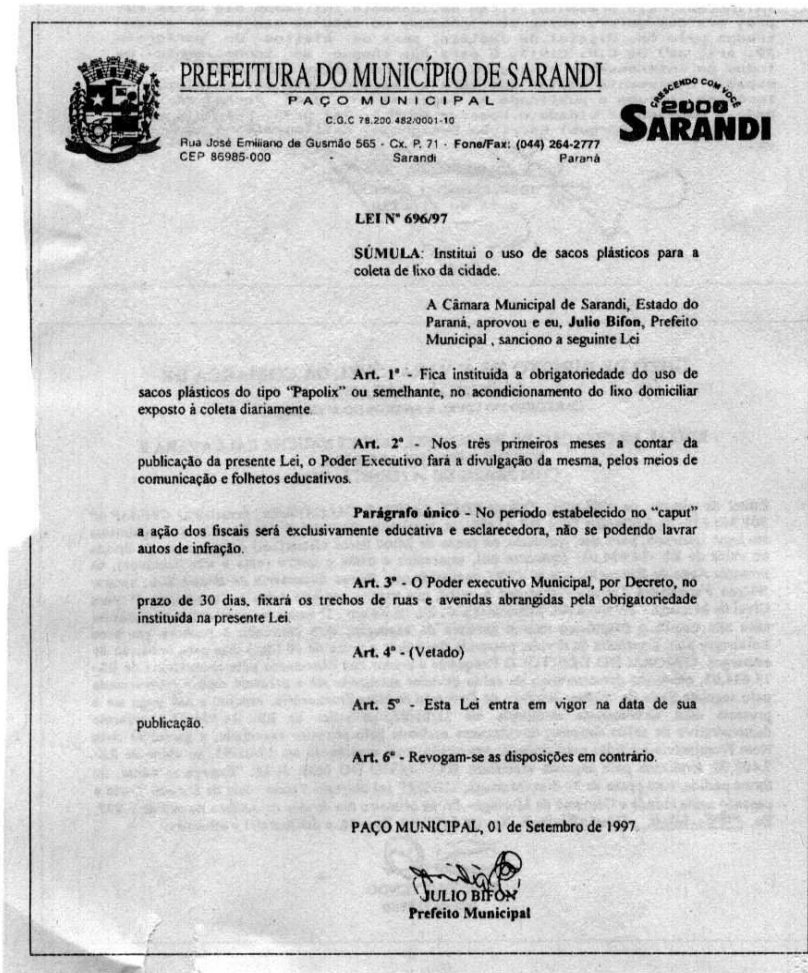 PREFEITURA DO MUNICÍPIO DE SARANDI
PAÇO MUNICIPAL
C.G.C 78.200.482/0001-10
Rua José Emiliano de Gusmão 565 - Cx. P. 71 - Fone/Fax: (044) 264-2777
CEP 86985-000 - Sarandi - Paraná
CRESCENDO COM VOCÊ
2000
SARANDI
LEI Nº 696/97
SÚMULA: Institui o uso de sacos plásticos para a
coleta de lixo da cidade.
A Câmara Municipal de Sarandi, Estado do
Paraná, aprovou e eu, Julio Bifon, Prefeito
Municipal , sanciono a seguinte Lei
Art. 1º - Fica instituída a obrigatoriedade do uso de
sacos plásticos do tipo “Papolix” ou semelhante, no acondicionamento do lixo domiciliar
exposto à coleta diariamente.
Art. 2º - Nos três primeiros meses a contar da
publicação da presente Lei, o Poder Executivo fará a divulgação da mesma, pelos meios de
comunicação e folhetos educativos.
Parágrafo único - No período estabelecido no “caput”
a ação dos fiscais será exclusivamente educativa e esclarecedora, não se podendo lavrar
autos de infração.
Art. 3º - O Poder executivo Municipal, por Decreto, no
prazo de 30 dias, fixará os trechos de ruas e avenidas abrangidas pela obrigatoriedade
instituída na presente Lei.
Art. 4º - (Vetado)
Art. 5º - Esta Lei entra em vigor na data de sua
publicação.
Art. 6º - Revogam-se as disposições em contrário.
PAÇO MUNICIPAL, 01 de Setembro de 1997
JULIO BIFON
Prefeito Municipal